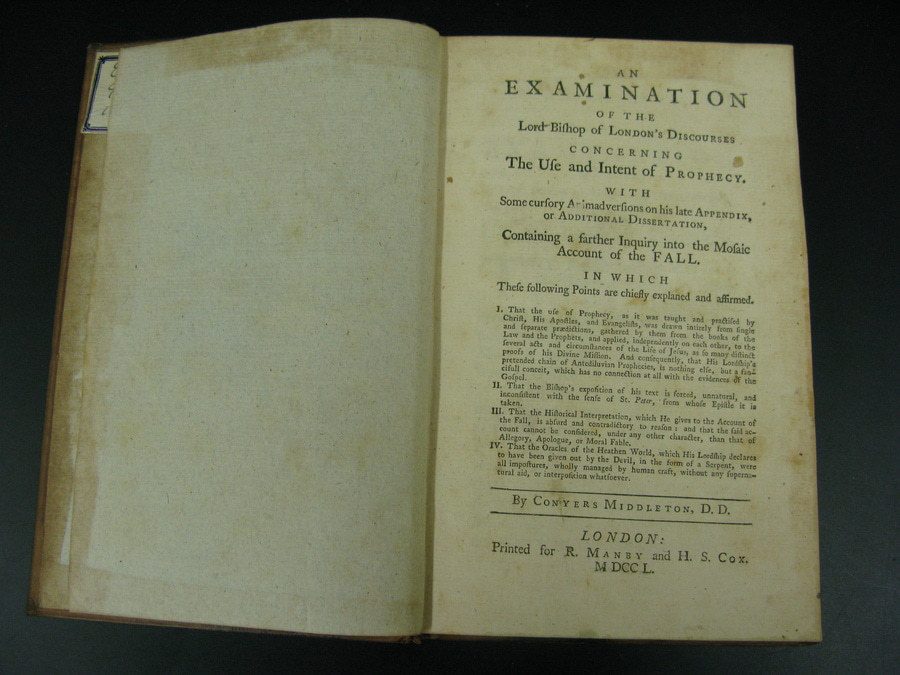 AN
EXAMINATION
OF THE
Lord Biſhop of LONDON'S DISCOURSES
CONCERNING
The Uſe and Intent of PROPHECY.
WITH
Some curſory Animadverſions on his late APPENDIX,
or ADDITIONAL DISSERTATION,
Containing a farther Inquiry into the Moſaic
Account of the FALL.
IN WHICH
Theſe following Points are chiefly explaned and affirmed.
I. That the uſe of Prophecy, as it was taught and practiſed by
Chriſt, His Apoſtles, and Evangeliſts, was drawn intirely from ſingle
and ſeparate prædictions, gathered by them from the books of the
Law and the Prophets, and applied, independently on each other, to the
ſeveral acts and circumſtances of the Life of Jeſus, as ſo many diſtinct
proofs of his Divine Miſſion. And conſequently, that His Lordſhip's
pretended chain of Antediluvian Prophecies, is nothing elſe, but a fan-
cifull conceit, which has no connection at all with the evidences of the
Goſpel.
II. That the Biſhop's expoſition of his text is forced, unnatural, and
inconſiſtent with the ſenſe of St. Peter, from whoſe Epiſtle it is
taken.
III. That the Hiſtorical Interpretation, which He gives to the Account of
the Fall, is abſurd and contradictory to reaſon: and that the ſaid ac-
count cannot be conſidered, under any other character, than that of
Allegory, Apologue, or Moral Fable.
IV. That the Oracles of the Heathen World, which His Lordſhip declares
to have been given out by the Devil, in the form of a Serpent, were
all impoſtures, wholly managed by human craft, without any ſuperna-
tural aid, or interpoſition whatſoever.
By CONYERS MIDDLETON, D. D.
LONDON:
Printed for R. MANBY and H. S. COX.
M DCC L.